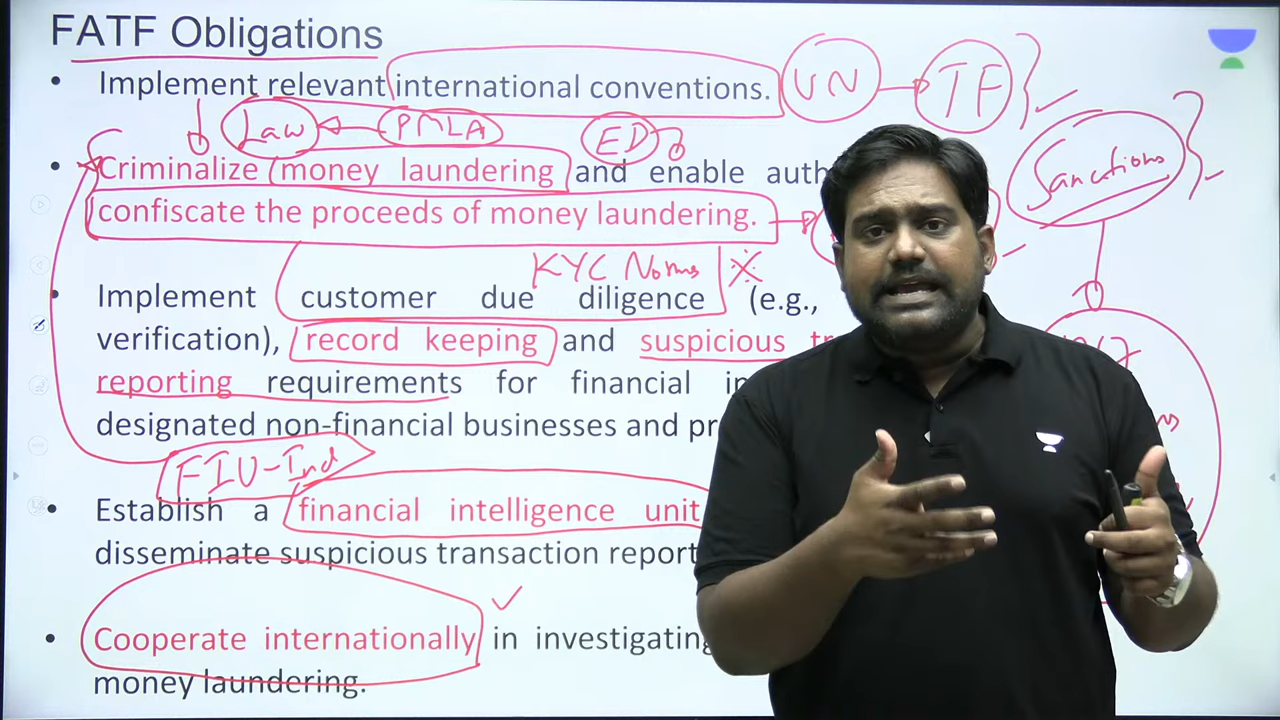 FATF Obligations
• Implement relevant international conventions. UN TF
Law PMLA ED
Sanctions
• Criminalize money laundering and enable auth
confiscate the proceeds of money laundering.
KYC Norms
• Implement customer due diligence (e.g.,
verification), record keeping and suspicious
reporting requirements for financial
designated non-financial businesses and
FIU-Ind
• Establish a financial intelligence unit
disseminate suspicious transaction report
• Cooperate internationally in investigating
money laundering.